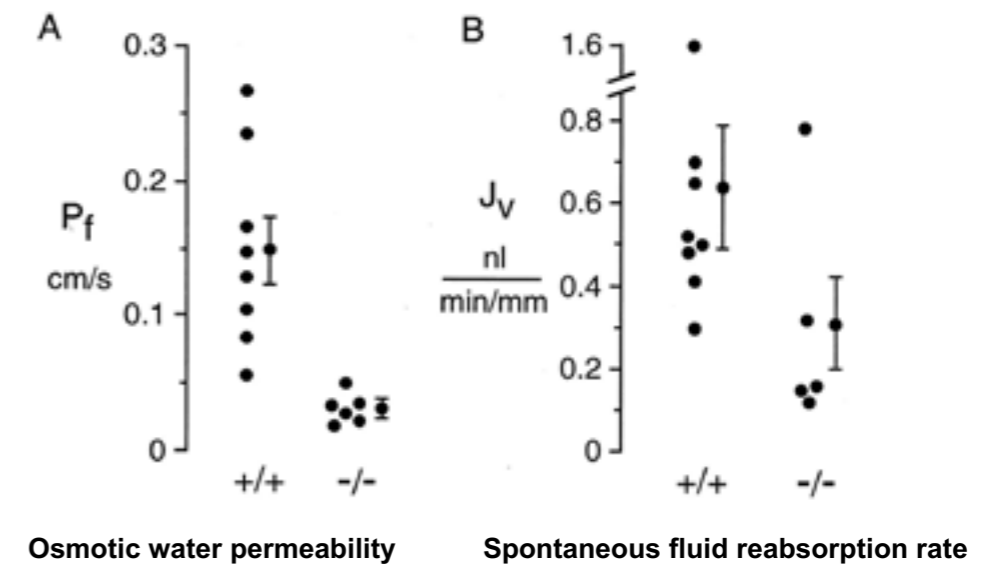 A
0.3
0.2
0.1
0
Pf
cm/s
+/+
-/-
Osmotic water permeability
B
1.6
0.8
0.6
0.4
0.2
0
Jv
nl
min/mm
+/+
-/-
Spontaneous fluid reabsorption rate